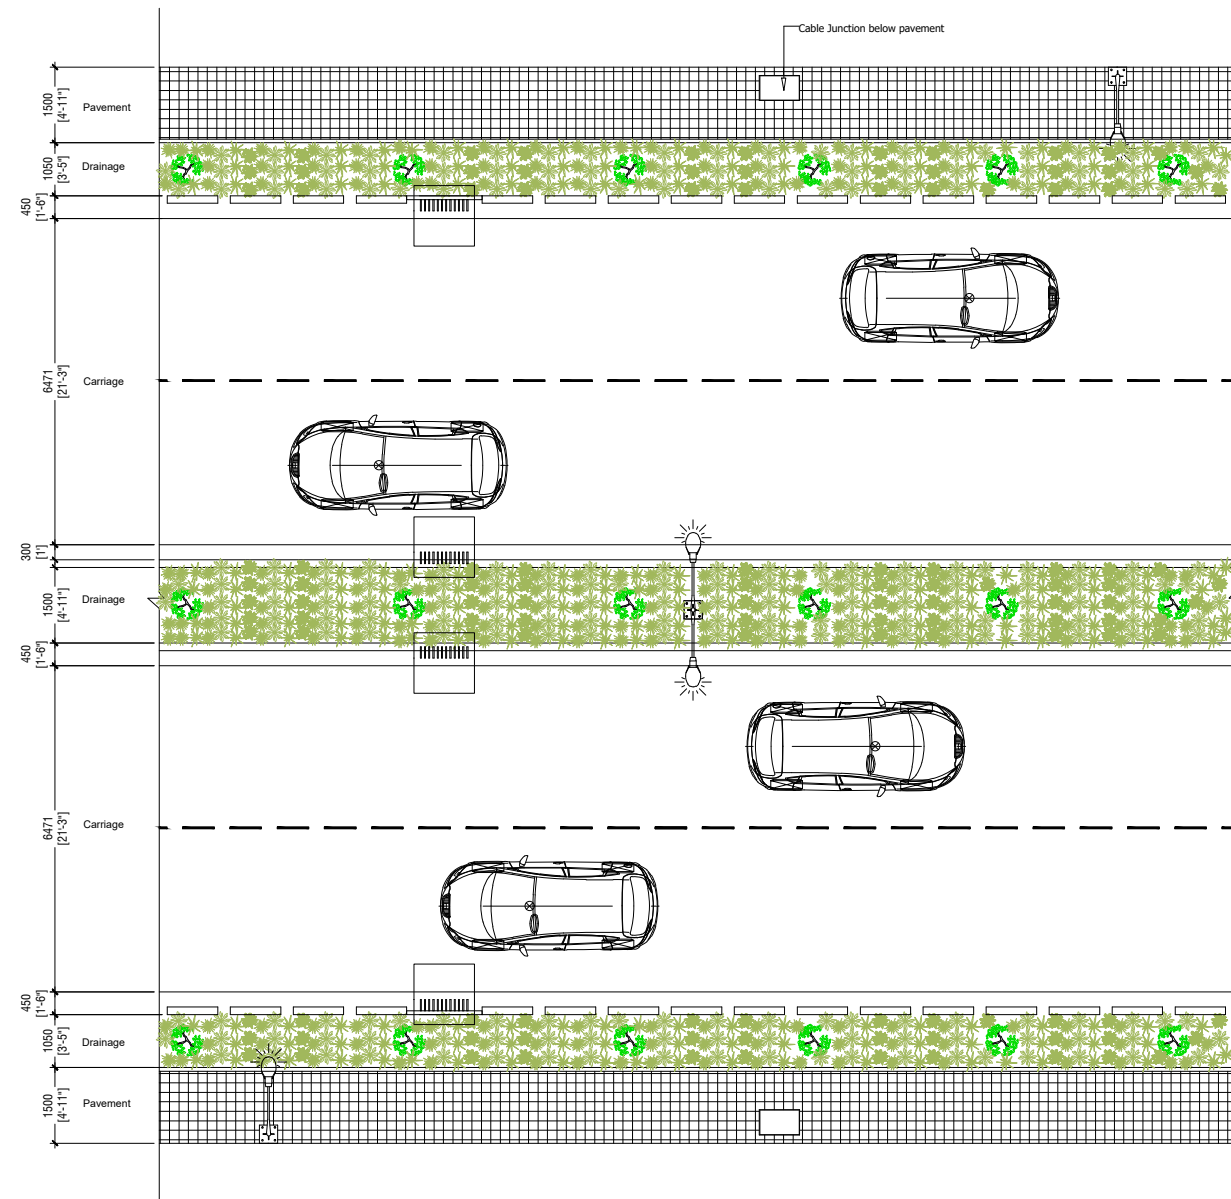 Cable Junction below pavement
1500
[4'-11"]
Pavement
1050
[3'-5"]
Drainage
450
[1'-6"]
6471
[21'-3"]
Carriage
300
[1']
1500
[4'-11"]
Drainage
450
[1'-6"]
6471
[21'-3"]
Carriage
450
[1'-6"]
1050
[3'-5"]
Drainage
1500
[4'-11"]
Pavement